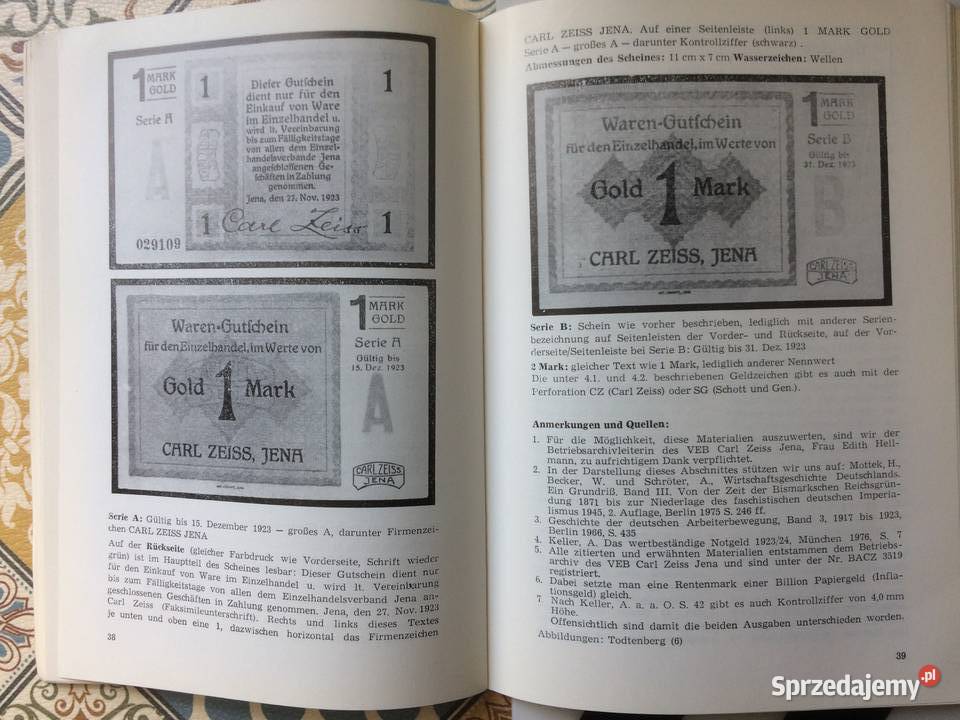 1 MARK
GOLD
Serie A
029109
1
1
1
1
Dieser Gutschein
dient nur für den
Einkauf von Ware
im Einzelhandel u.
wird lt. Vereinbarung
bis zum Fälligkeitstage
von allen dem Einzel-
handelsverbande Jena
angeschlossenen Ge-
schäften in Zahlung
genommen.
Jena, den 27. Nov. 1923
Carl Zeiss
A
Waren-Gutschein
für den Einzelhandel, im Werte von
Gold 1 Mark
CARL ZEISS, JENA
1 MARK
GOLD
Serie A
Gültig bis
15. Dez. 1923
A
CARL ZEISS
JENA
Serie A: Gültig bis 15. Dezember 1923 — großes A, darunter Firmenzei-
chen CARL ZEISS JENA
Auf der Rückseite (gleicher Farbdruck wie Vorderseite, Schrift wieder
grün) ist im Hauptteil des Scheines lesbar: Dieser Gutschein dient nur
für den Einkauf von Ware im Einzelhandel u. wird lt. Vereinbarung
bis zum Fälligkeitstage von allen dem Einzelhandelsverband Jena an-
geschlossenen Geschäften in Zahlung genommen. Jena, den 27. Nov. 1923
Carl Zeiss (Faksimileunterschrift). Rechts und links dieses Textes
je unten und oben eine 1, dazwischen horizontal das Firmenzeichen
38
CARL ZEISS JENA. Auf einer Seitenleiste (links) 1 MARK GOLD
Serie A — großes A — darunter Kontrollziffer (schwarz) .
Abmessungen des Scheines: 11 cm x 7 cm Wasserzeichen: Wellen
Waren-Gutschein
für den Einzelhandel, im Werte von
Gold 1 Mark
CARL ZEISS, JENA
1 MARK
GOLD
Serie B
Gültig bis
31. Dez. 1923
B
CARL ZEISS
JENA
Serie B: Schein wie vorher beschrieben, lediglich mit anderer Serien-
bezeichnung auf Seitenleisten der Vorder- und Rückseite, auf der Vor-
derseite/Seitenleiste bei Serie B: Gültig bis 31. Dez. 1923
2 Mark: gleicher Text wie 1 Mark, lediglich anderer Nennwert
Die unter 4.1. und 4.2. beschriebenen Geldzeichen gibt es auch mit der
Perforation CZ (Carl Zeiss) oder SG (Schott und Gen.).
Anmerkungen und Quellen:
1. Für die Möglichkeit, diese Materialien auszuwerten, sind wir der
Betriebsarchivleiterin des VEB Carl Zeiss Jena, Frau Edith Hell-
mann, zu aufrichtigem Dank verpflichtet.
2. In der Darstellung dieses Abschnittes stützen wir uns auf: Mottek, H.,
Becker, W. und Schröter, A., Wirtschaftsgeschichte Deutschlands.
Ein Grundriß. Band III. Von der Zeit der Bismarkschen Reichsgrün-
dung 1871 bis zur Niederlage des faschistischen deutschen Imperia-
lismus 1945, 2. Auflage, Berlin 1975 S. 246 ff.
3. Geschichte der deutschen Arbeiterbewegung, Band 3, 1917 bis 1923,
Berlin 1966, S. 435
4. Keller, A. Das wertbeständige Notgeld 1923/24, München 1976, S. 7
5. Alle zitierten und erwähnten Materialien entstammen dem Betriebs-
archiv des VEB Carl Zeiss Jena und sind unter der Nr. BACZ 3519
registriert.
6. Dabei setzte man eine Rentenmark einer Billion Papiergeld (Infla-
tionsgeld) gleich.
7 Nach Keller, A. a. a. O. S. 42 gibt es auch Kontrollziffer von 4,0 mm
Höhe.
Offensichtlich sind damit die beiden Ausgaben unterschieden worden.
Abbildungen: Todtenberg (6)
39
Sprzedajemy.pl